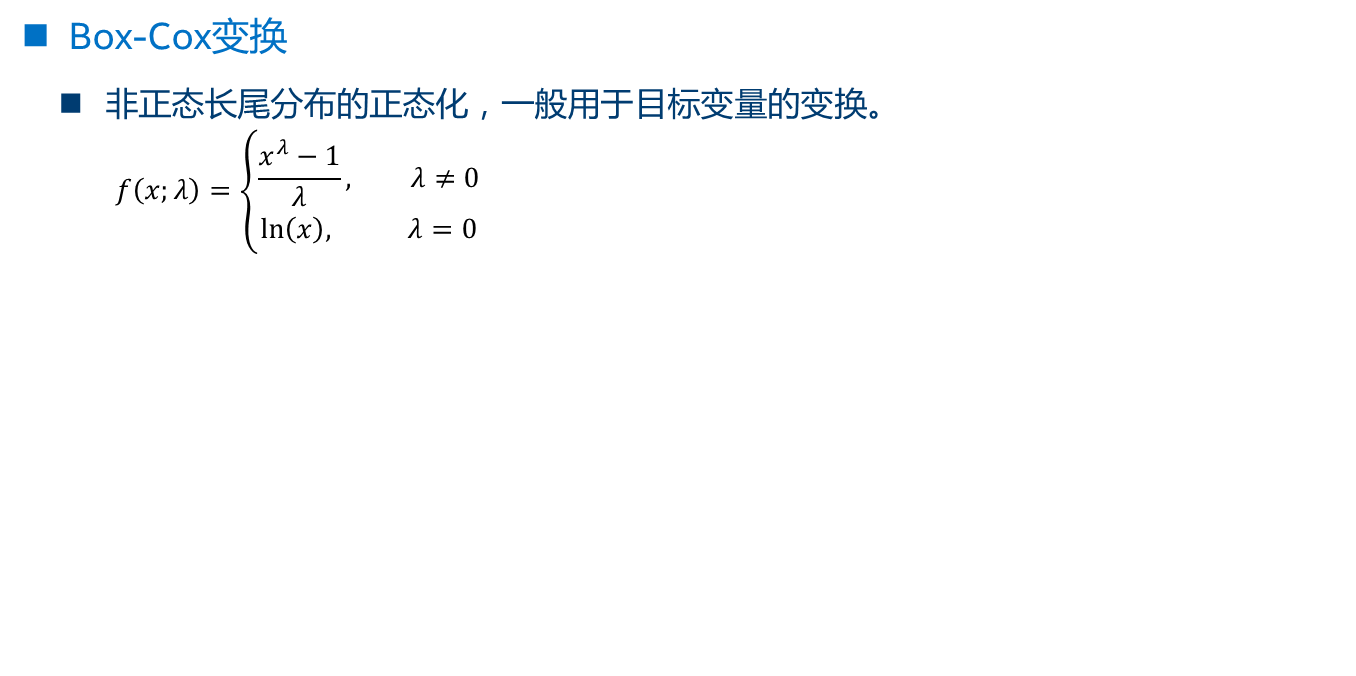 Box-Cox变换
非正态长尾分布的正态化，一般用于目标变量的变换。
f(x; λ) = { (x^λ − 1)/λ, λ ≠ 0
ln(x), λ = 0